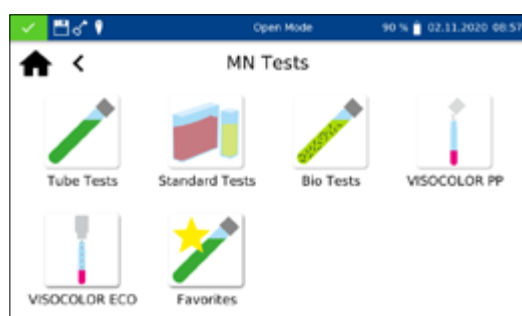 Open Mode 90 % 02.11.2020 08:57
MN Tests
Tube Tests Standard Tests Bio Tests VISOCOLOR PP
VISOCOLOR ECO Favorites